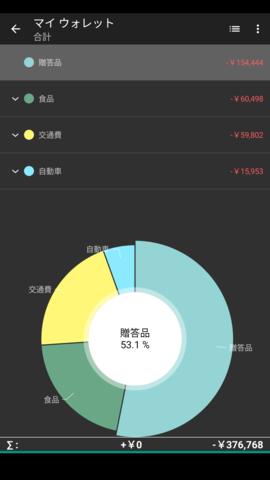 マイ ウォレット
合計
贈答品 -￥154,444
食品 -￥60,498
交通費 -￥59,802
自動車 -￥15,953
自動車
交通費
贈答品
53.1 %
贈答品
食品
∑ : +￥0 -￥376,768